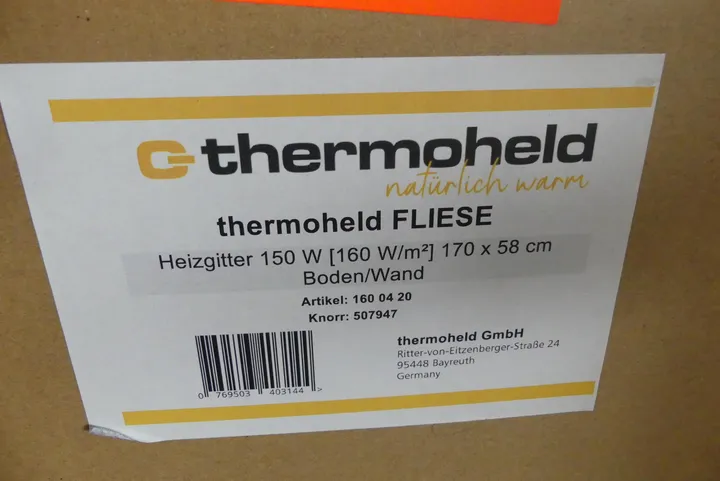 thermoheld
natürlich warm
thermoheld FLIESE
Heizgitter 150 W [160 W/m²] 170 x 58 cm
Boden/Wand
Artikel: 160 04 20
Knorr: 507947
thermoheld GmbH
Ritter-von-Eitzenberger-Straße 24
95448 Bayreuth
Germany
0 769503 403144 >